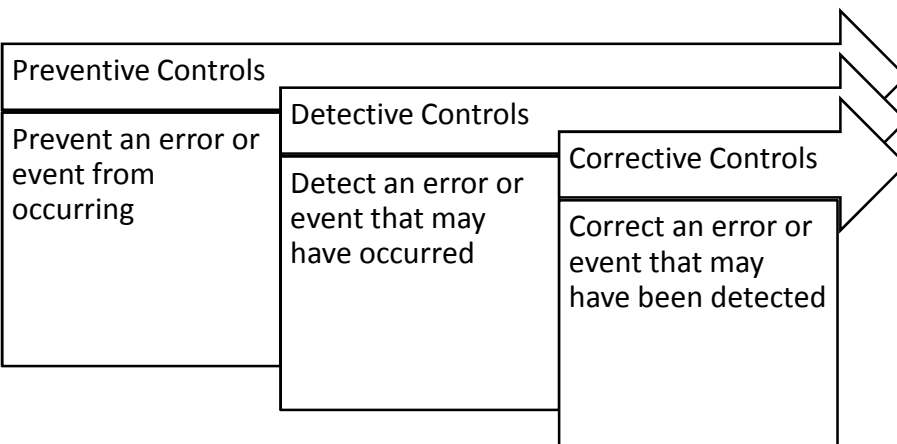 Preventive Controls
Prevent an error or
event from
occurring
Detective Controls
Detect an error or
event that may
have occurred
Corrective Controls
Correct an error or
event that may
have been detected